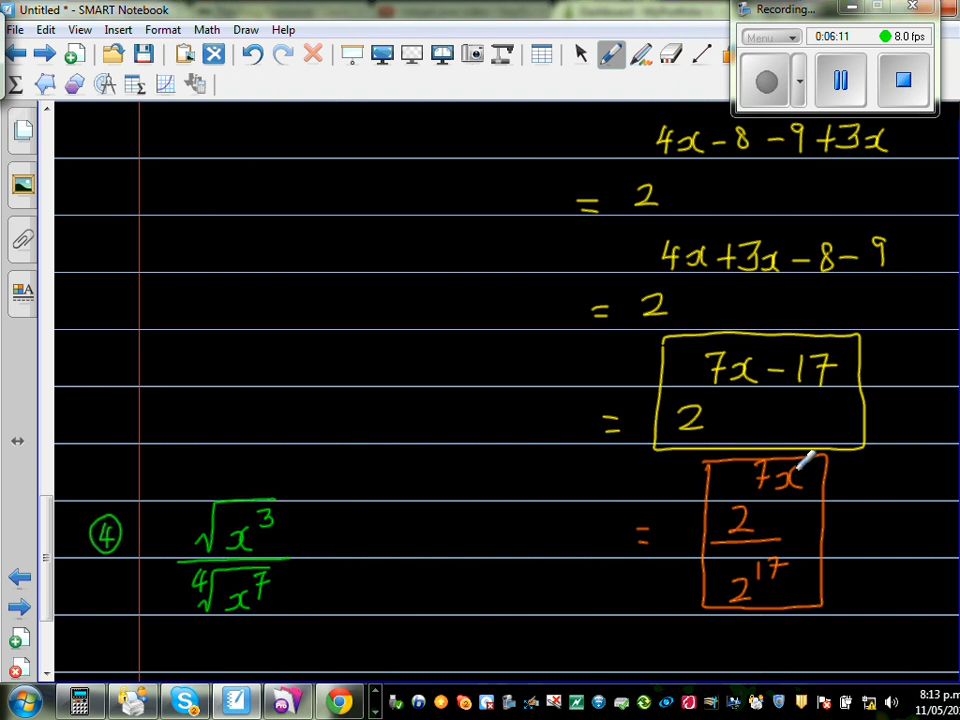 Untitled * - SMART Notebook
Recording...
File Edit View Insert Format Math Draw Help
Menu 0:06:11 8.0 fps
4x - 8 - 9 + 3x
= 2
4x + 3x - 8 - 9
= 2
7x - 17
= 2
7x
④ √x³ = 2
⁴√x⁷ 2¹⁷
8:13 p.m
11/05/20